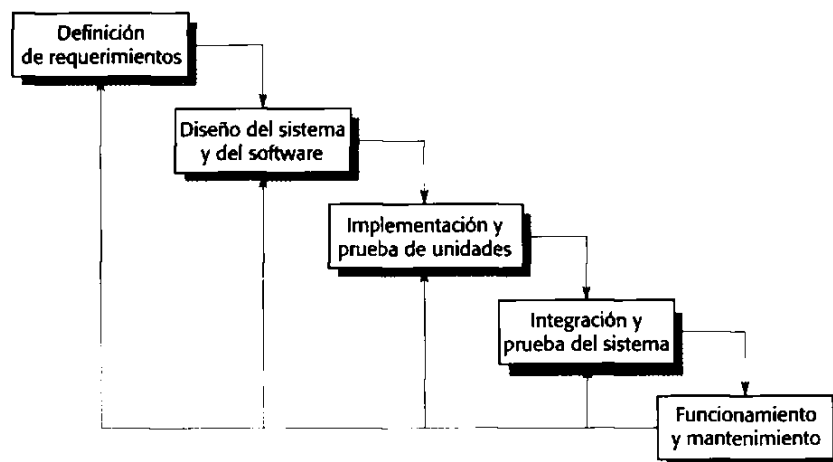 Definición
de requerimientos
Diseño del sistema
y del software
Implementación y
prueba de unidades
Integración y
prueba del sistema
Funcionamiento
y mantenimiento